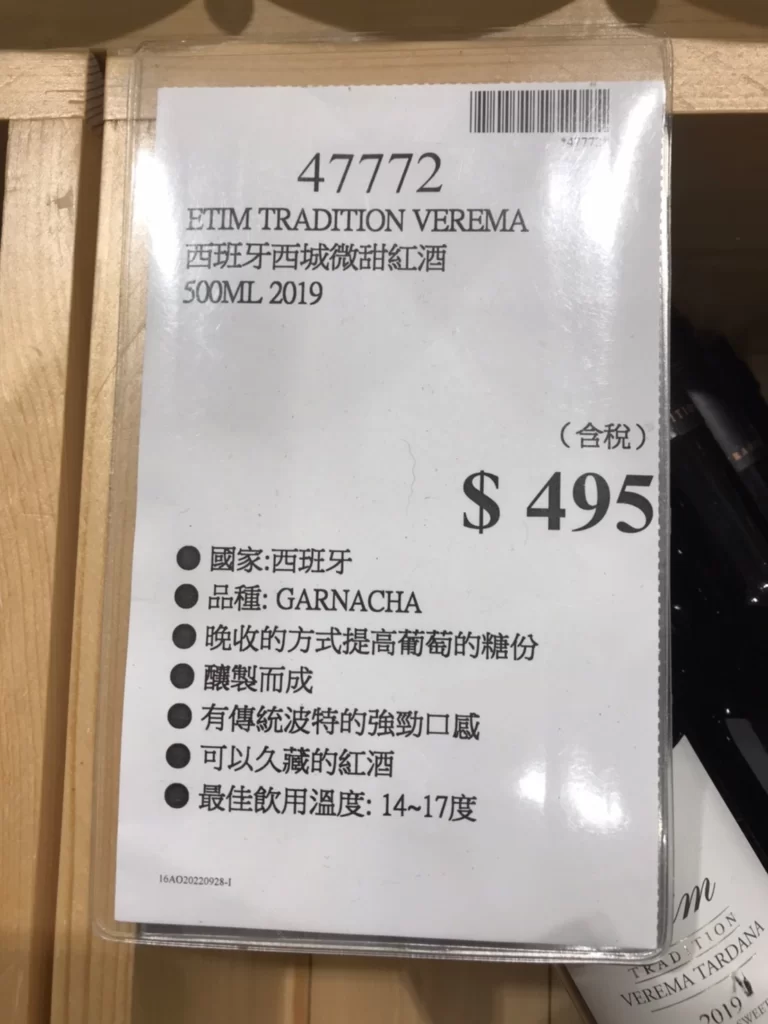 *47772*
47772
ETIM TRADITION VEREMA
西班牙西城微甜紅酒
500ML 2019
（含稅）
$ 495
● 國家:西班牙
● 品種: GARNACHA
● 晚收的方式提高葡萄的糖份
● 釀製而成
● 有傳統波特的強勁口感
● 可以久藏的紅酒
● 最佳飲用溫度: 14~17度
16AO20220928-1
TRADITION
VEREMA TARDANA
2019
SWEET